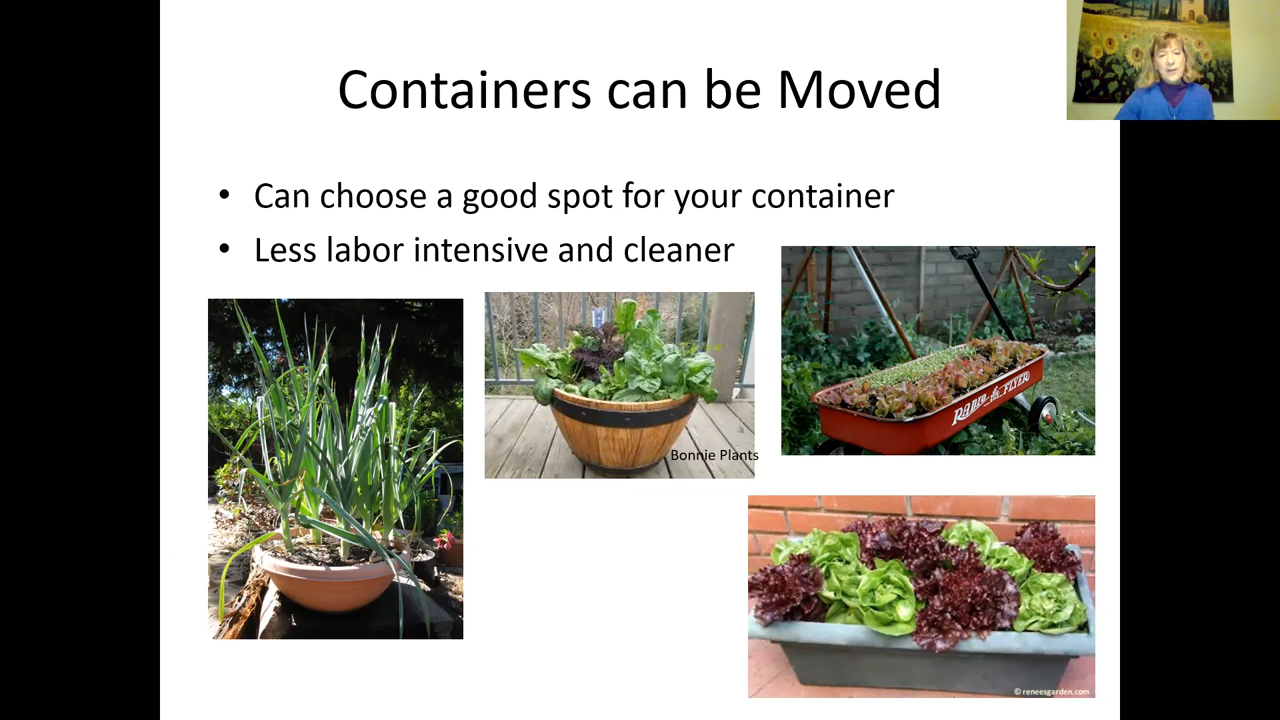 Containers can be Moved
• Can choose a good spot for your container
• Less labor intensive and cleaner
Bonnie Plants
RADIO FLYER
© reneesgarden.com